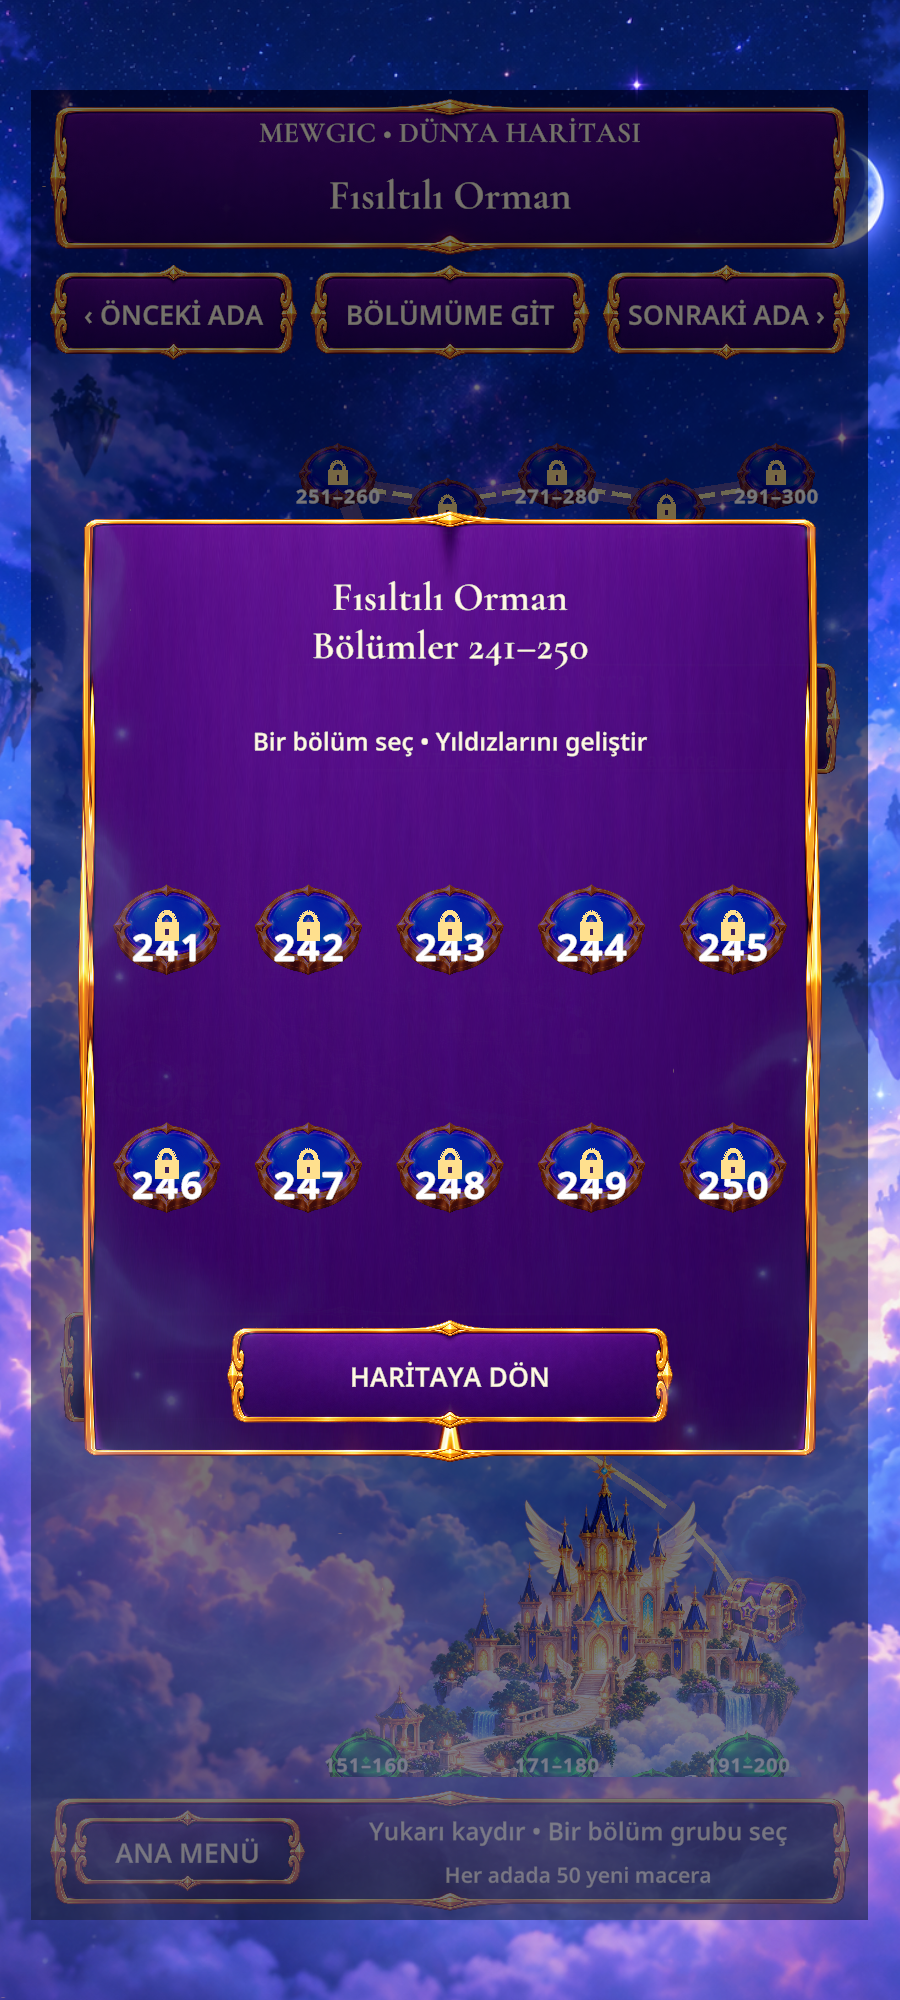 MEWGIC • DÜNYA HARİTASI
Fısıltılı Orman
‹ ÖNCEKİ ADA
BÖLÜMÜME GİT
SONRAKİ ADA ›
251–260
271–280
291–300
Fısıltılı Orman
Bölümler 241–250
Bir bölüm seç • Yıldızlarını geliştir
241 242 243 244 245
246 247 248 249 250
HARİTAYA DÖN
151–160
171–180
191–200
ANA MENÜ
Yukarı kaydır • Bir bölüm grubu seç
Her adada 50 yeni macera